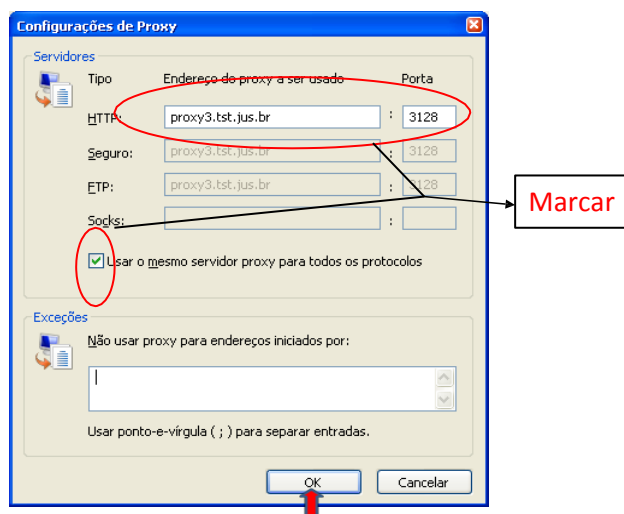 Configurações de Proxy
Servidores
Tipo Endereço do proxy a ser usado Porta
HTTP: proxy3.tst.jus.br : 3128
Seguro: proxy3.tst.jus.br : 3128
FTP: proxy3.tst.jus.br : 3128
Socks: :
Marcar
Usar o mesmo servidor proxy para todos os protocolos
Exceções
Não usar proxy para endereços iniciados por:
Usar ponto-e-vírgula ( ; ) para separar entradas.
OK Cancelar